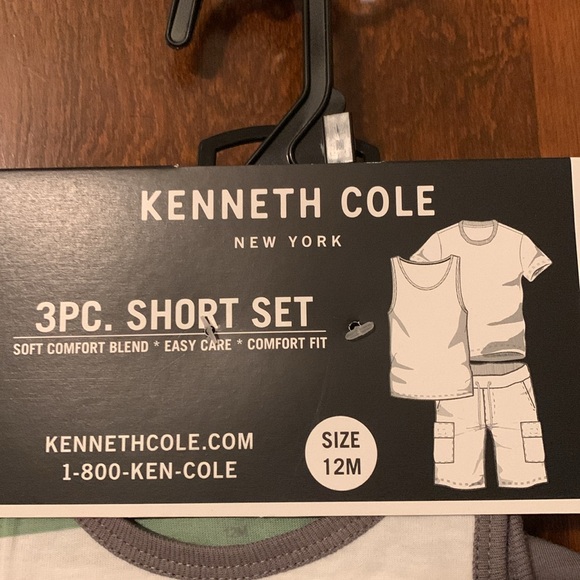 KENNETH COLE
NEW YORK
3PC. SHORT SET
SOFT COMFORT BLEND * EASY CARE * COMFORT FIT
KENNETHCOLE.COM
1-800-KEN-COLE
SIZE
12M